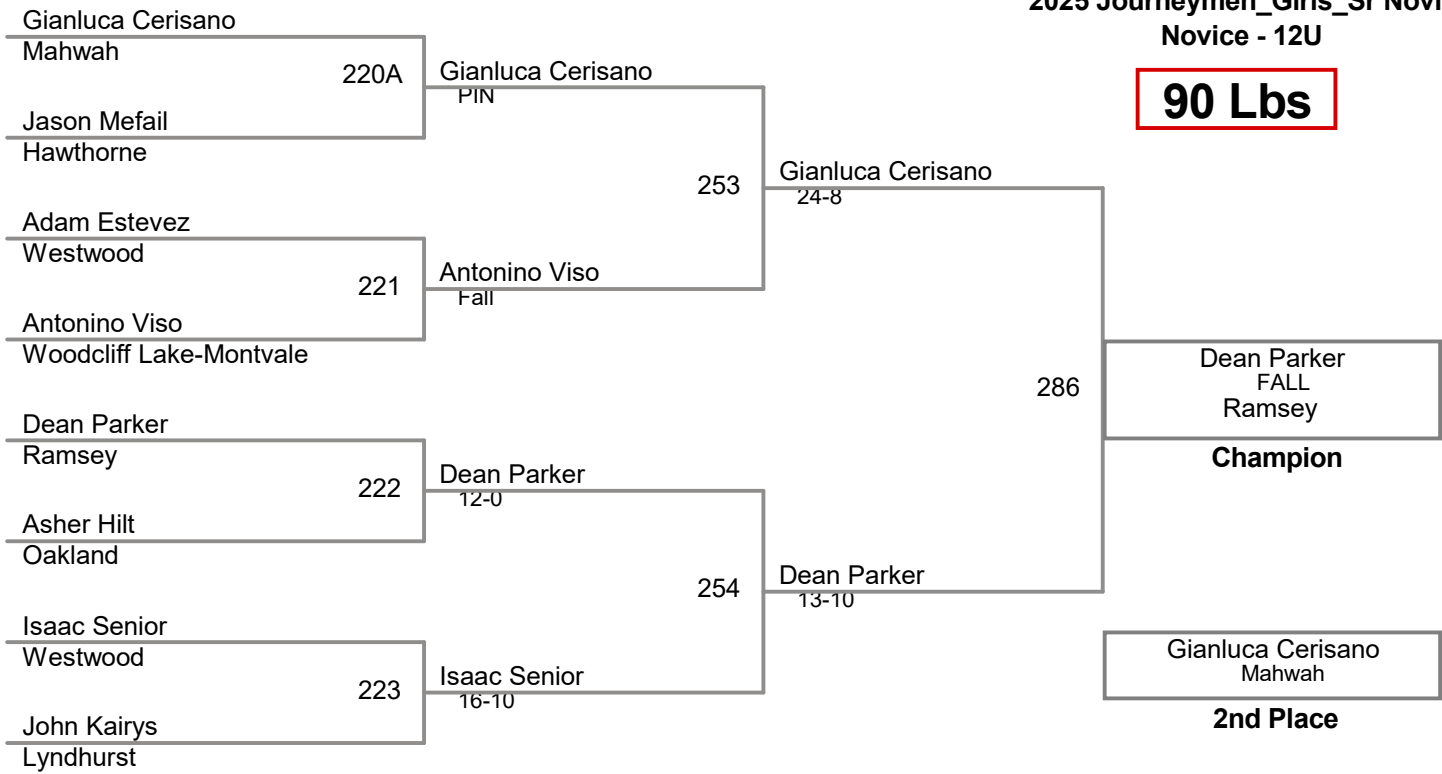 2025 Journeymen_Girls_Sr Novi
Novice - 12U
90 Lbs
Gianluca Cerisano
Mahwah
220A
Jason Mefail
Hawthorne
Gianluca Cerisano
PIN
Adam Estevez
Westwood
221
Antonino Viso
Woodcliff Lake-Montvale
Antonino Viso
Fall
253
Gianluca Cerisano
24-8
Dean Parker
Ramsey
222
Asher Hilt
Oakland
Dean Parker
12-0
Isaac Senior
Westwood
223
John Kairys
Lyndhurst
Isaac Senior
16-10
254
Dean Parker
13-10
286
Dean Parker
FALL
Ramsey
Champion
Gianluca Cerisano
Mahwah
2nd Place